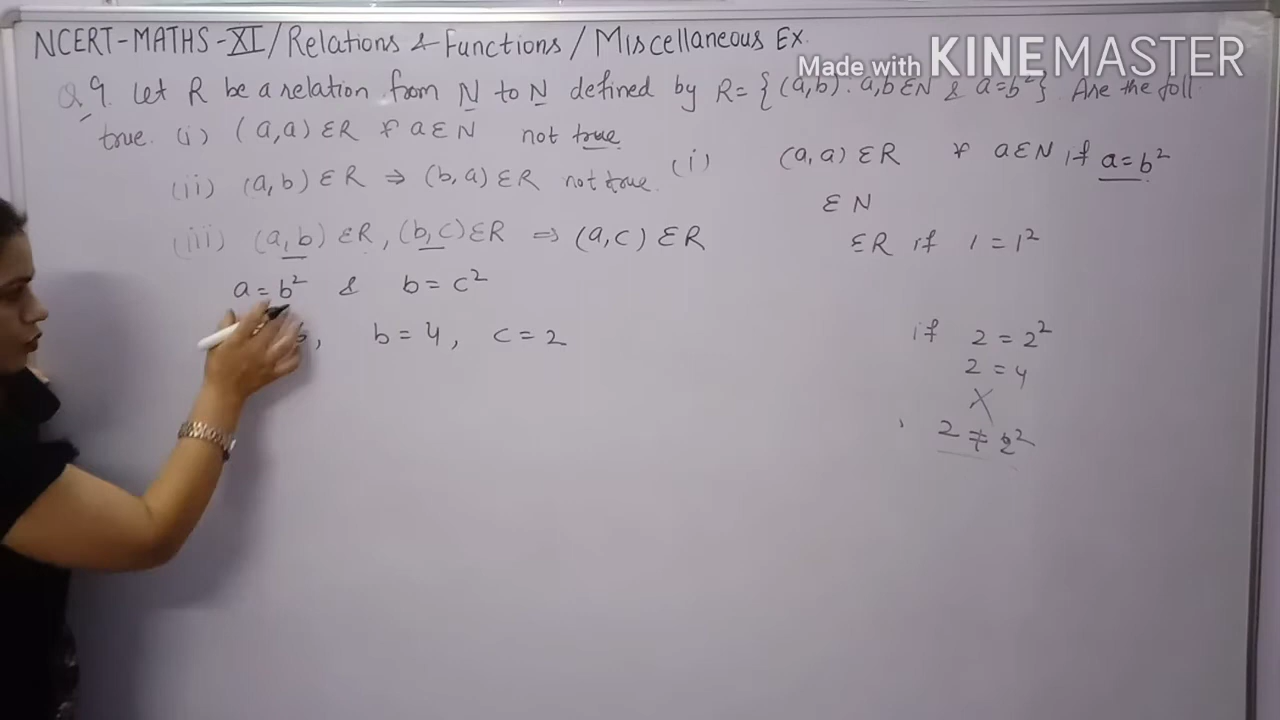 NCERT-MATHS-XI/Relations & Functions/Miscellaneous Ex.
Made with KINEMASTER
Q 9. Let R be a relation from N to N defined by R = {(a,b): a,b ∈ N & a=b²}. Are the foll.
true. (i) (a,a) ∈ R ∀ a ∈ N not true
(ii) (a,b) ∈ R ⇒ (b,a) ∈ R not true.
(iii) (a,b) ∈ R, (b,c) ∈ R ⇒ (a,c) ∈ R
a = b² & b = c²
b = 4, c = 2
(i) (a,a) ∈ R ∀ a ∈ N if a = b²
∈ N
∈ R if 1 = 1²
if 2 = 2²
2 = 4
X
2 ≠ 2²